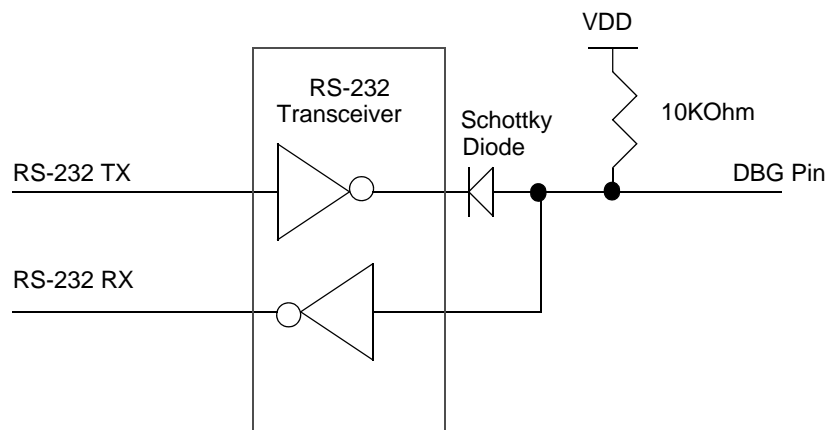 VDD
RS-232
Transceiver
Schottky
Diode
10KOhm
RS-232 TX
DBG Pin
RS-232 RX